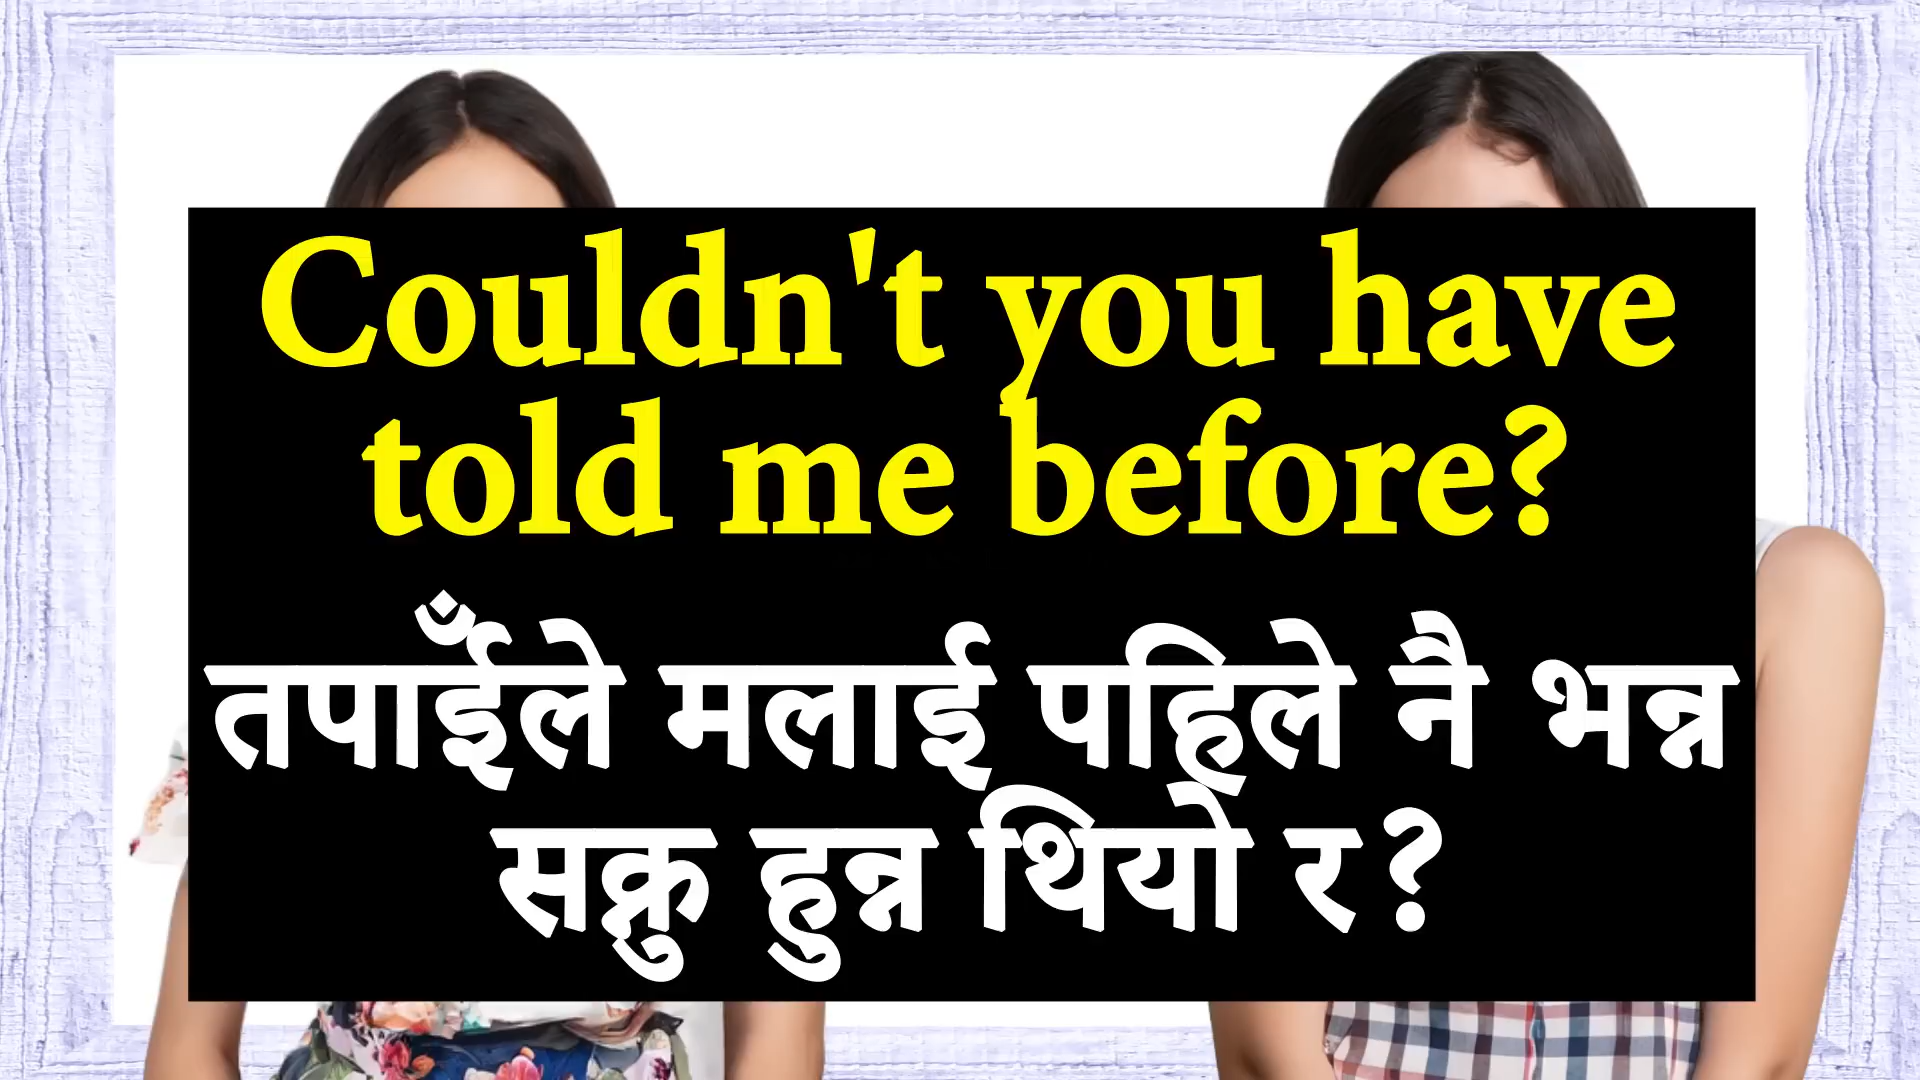 Couldn't you have
told me before?
तपाईँले मलाई पहिले नै भन्न
सक्नु हुन्न थियो र?